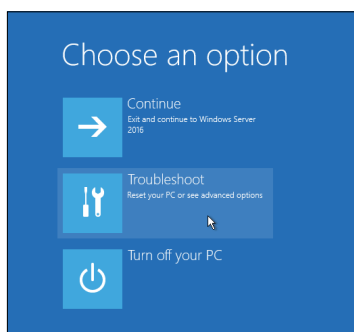 Choose an option
Continue
Exit and continue to Windows Server
2016
Troubleshoot
Reset your PC or see advanced options
Turn off your PC